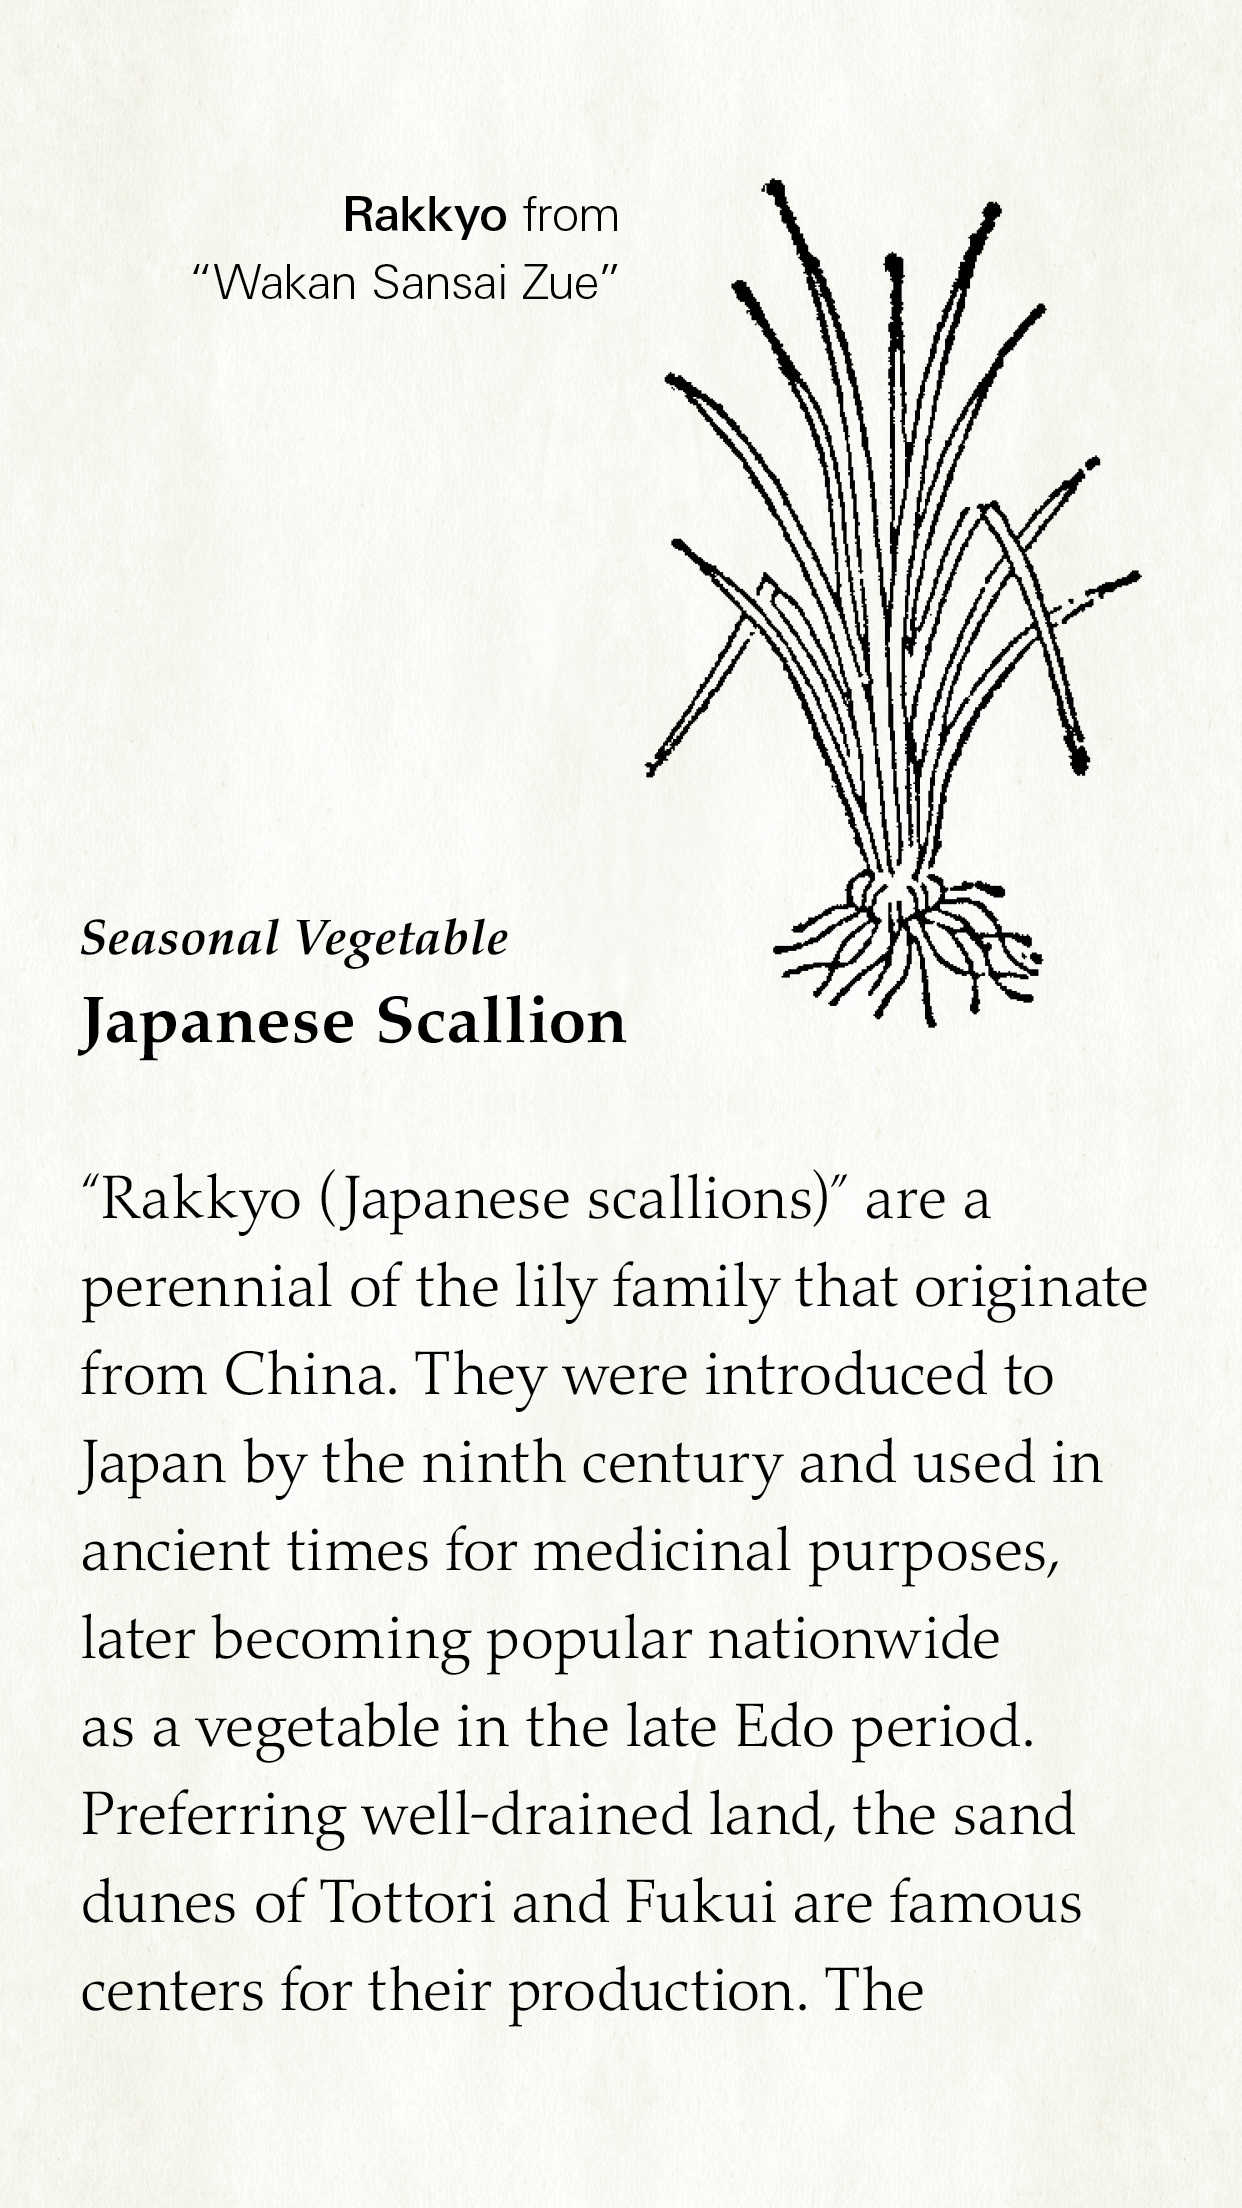 Rakkyo from
“Wakan Sansai Zue”
Seasonal Vegetable
Japanese Scallion
“Rakkyo (Japanese scallions)” are a
perennial of the lily family that originate
from China. They were introduced to
Japan by the ninth century and used in
ancient times for medicinal purposes,
later becoming popular nationwide
as a vegetable in the late Edo period.
Preferring well-drained land, the sand
dunes of Tottori and Fukui are famous
centers for their production. The